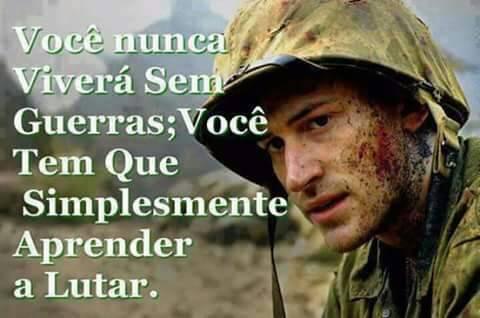 Você nunca
Viverá Sem
Guerras;Você
Tem Que
Simplesmente
Aprender
a Lutar.